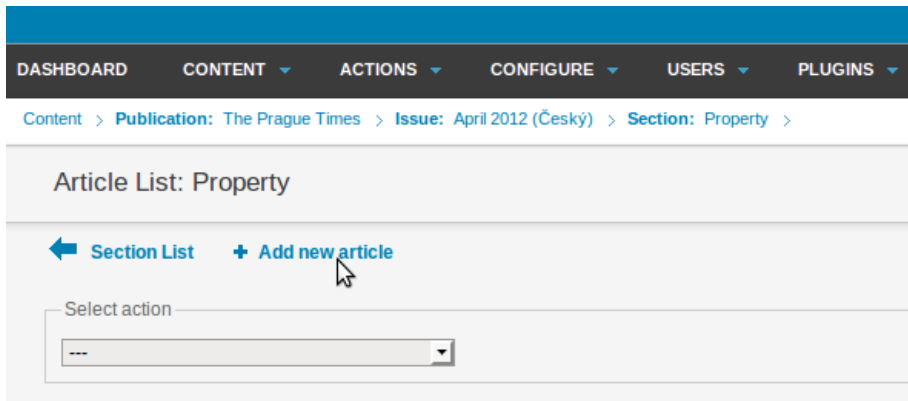 DASHBOARD CONTENT ACTIONS CONFIGURE USERS PLUGINS
Content > Publication: The Prague Times > Issue: April 2012 (Český) > Section: Property >
Article List: Property
Section List + Add new article
Select action
---